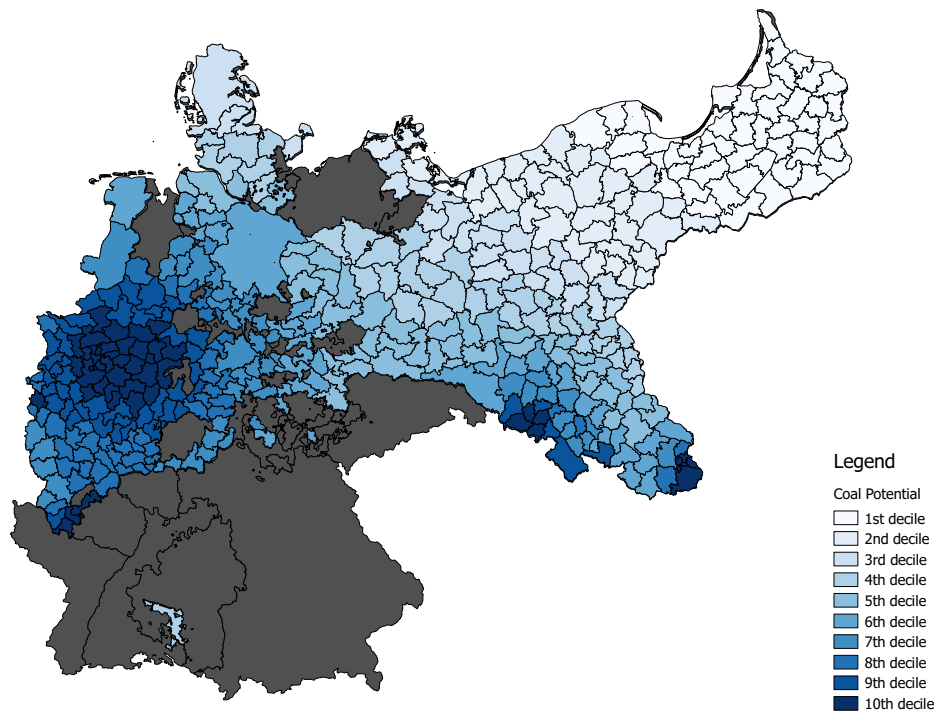 Legend
Coal Potential
1st decile
2nd decile
3rd decile
4th decile
5th decile
6th decile
7th decile
8th decile
9th decile
10th decile